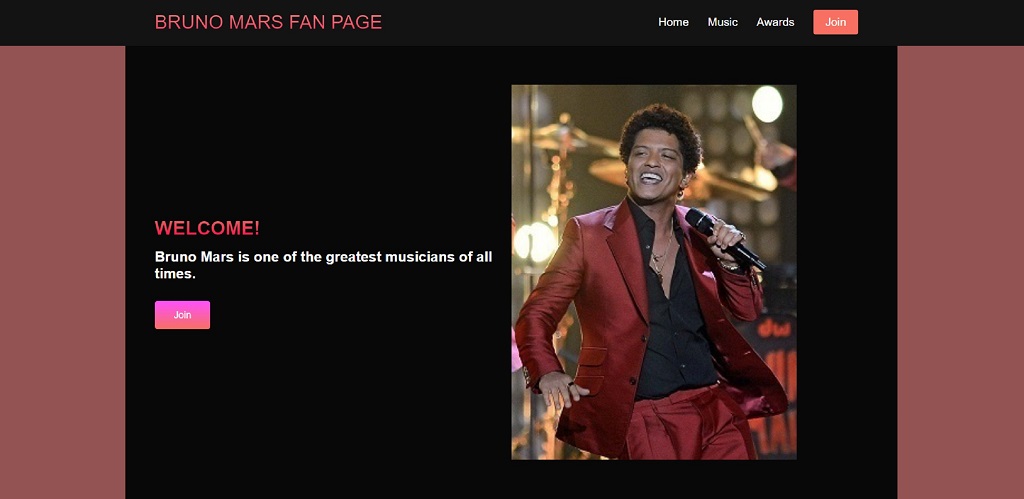 BRUNO MARS FAN PAGE
Home Music Awards Join
WELCOME!
Bruno Mars is one of the greatest musicians of all
times.
Join
dw